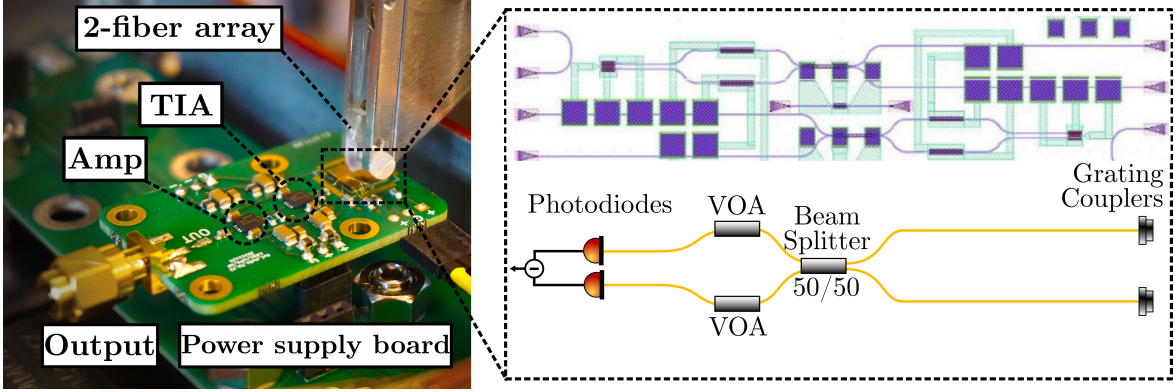 2-fiber array
TIA
Amp
OUT
Output
Power supply board
Photodiodes
VOA
Beam
Splitter
50/50
VOA
Grating
Couplers